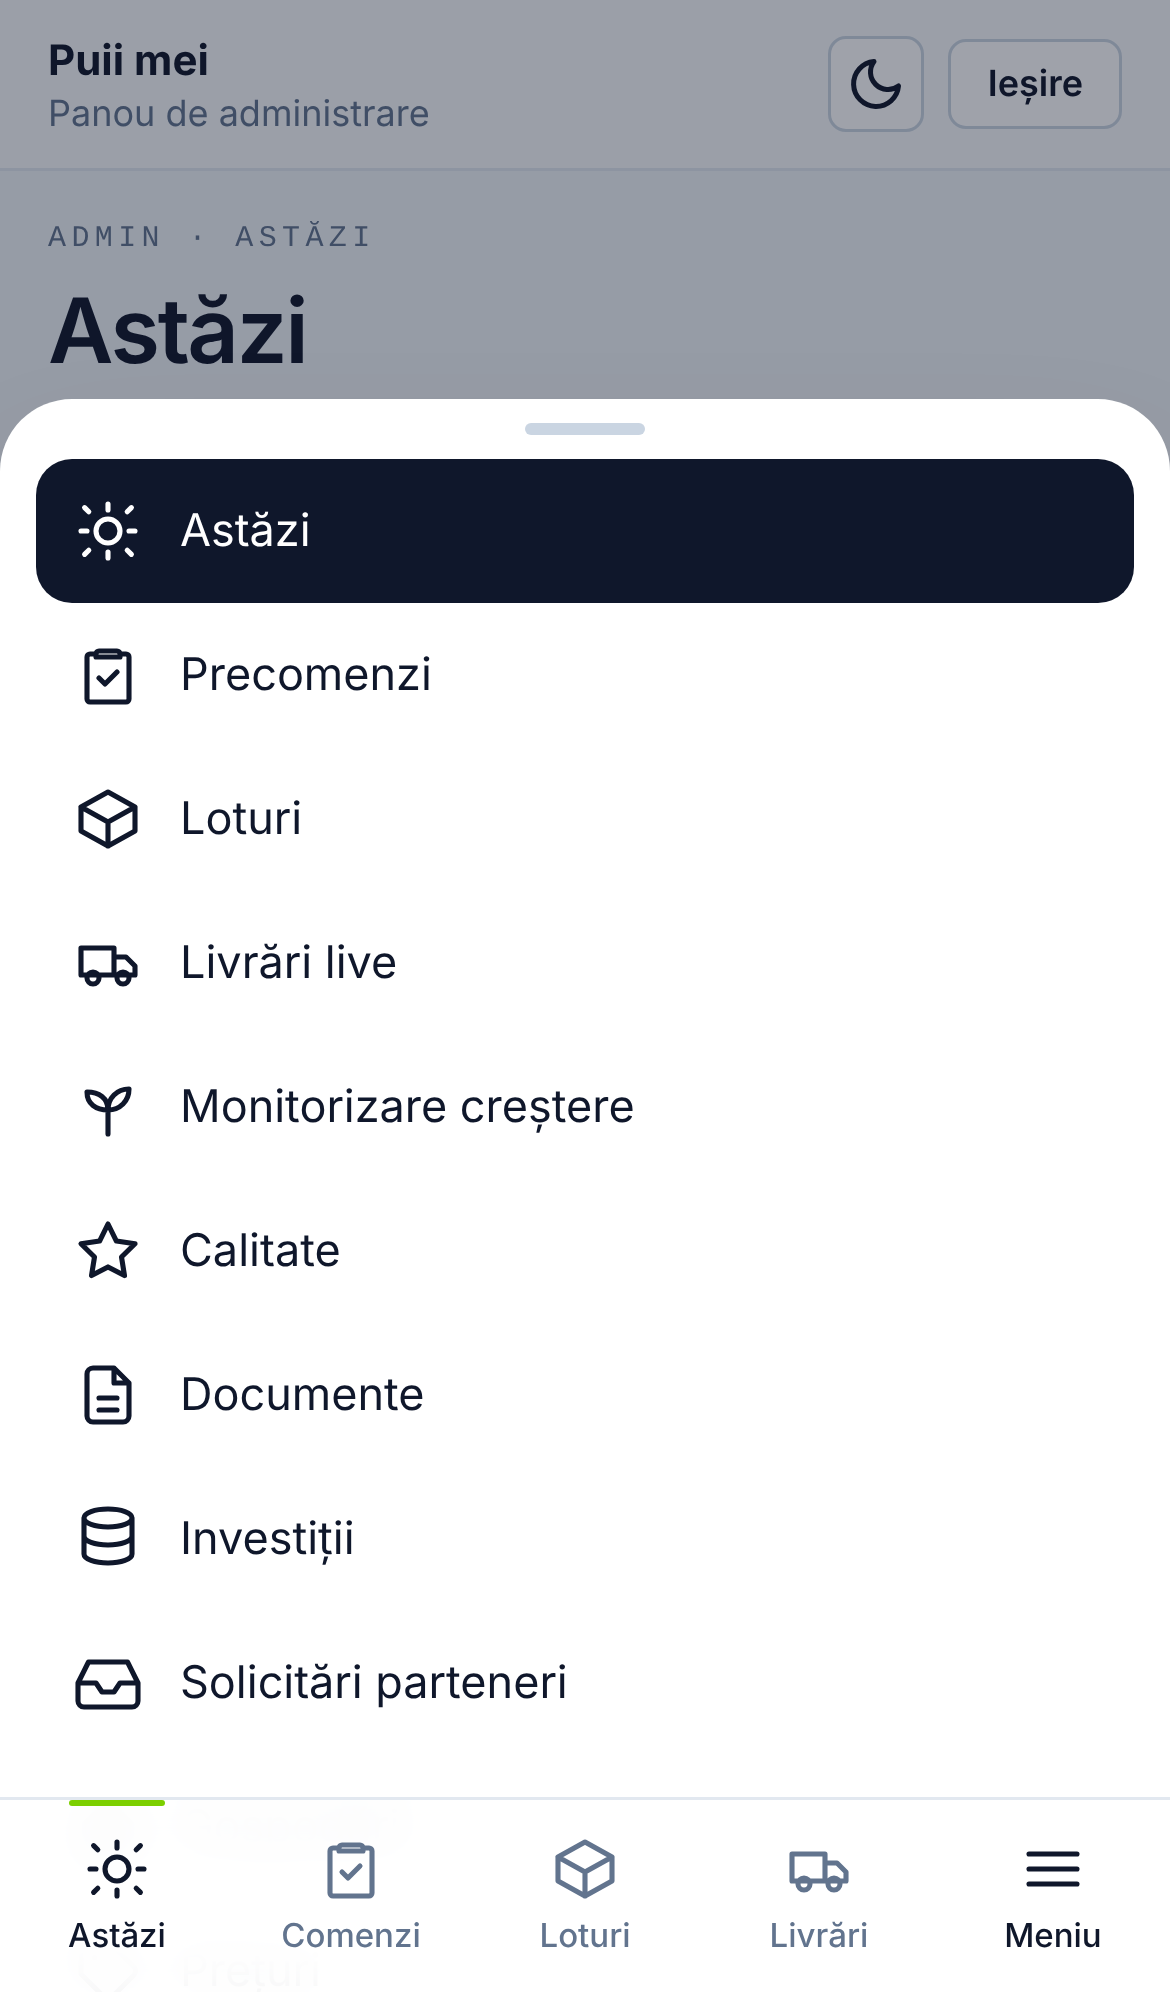 Puii mei
Panou de administrare
Ieșire
ADMIN · ASTĂZI
Astăzi
Astăzi
Precomenzi
Loturi
Livrări live
Monitorizare creștere
Calitate
Documente
Investiții
Solicitări parteneri
Astăzi
Comenzi
Loturi
Livrări
Meniu
Prețuri